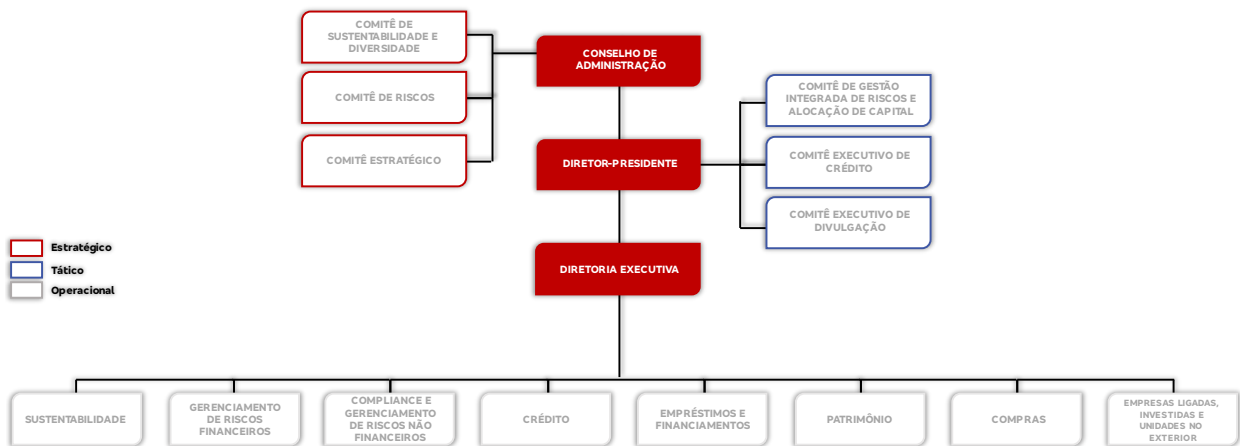 COMITÊ DE
SUSTENTABILIDADE E
DIVERSIDADE
CONSELHO DE
ADMINISTRAÇÃO
COMITÊ DE RISCOS
COMITÊ DE GESTÃO
INTEGRADA DE RISCOS E
ALOCAÇÃO DE CAPITAL
COMITÊ ESTRATÉGICO
DIRETOR-PRESIDENTE
COMITÊ EXECUTIVO DE
CRÉDITO
COMITÊ EXECUTIVO DE
DIVULGAÇÃO
DIRETORIA EXECUTIVA
Estratégico
Tático
Operacional
SUSTENTABILIDADE
GERENCIAMENTO
DE RISCOS
FINANCEIROS
COMPLIANCE E
GERENCIAMENTO
DE RISCOS NÃO
FINANCEIROS
CRÉDITO
EMPRÉSTIMOS E
FINANCIAMENTOS
PATRIMÔNIO
COMPRAS
EMPRESAS LIGADAS,
INVESTIDAS E
UNIDADES NO
EXTERIOR